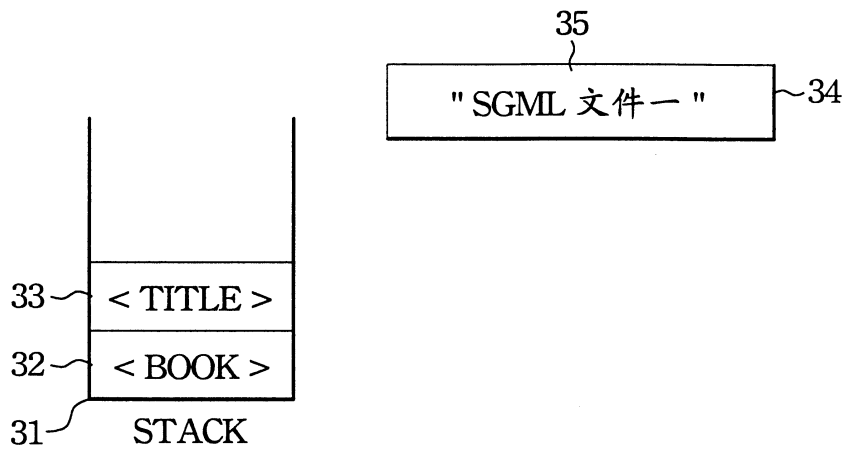 35
" SGML 文件一 "
34
33
< TITLE >
32
< BOOK >
31
STACK